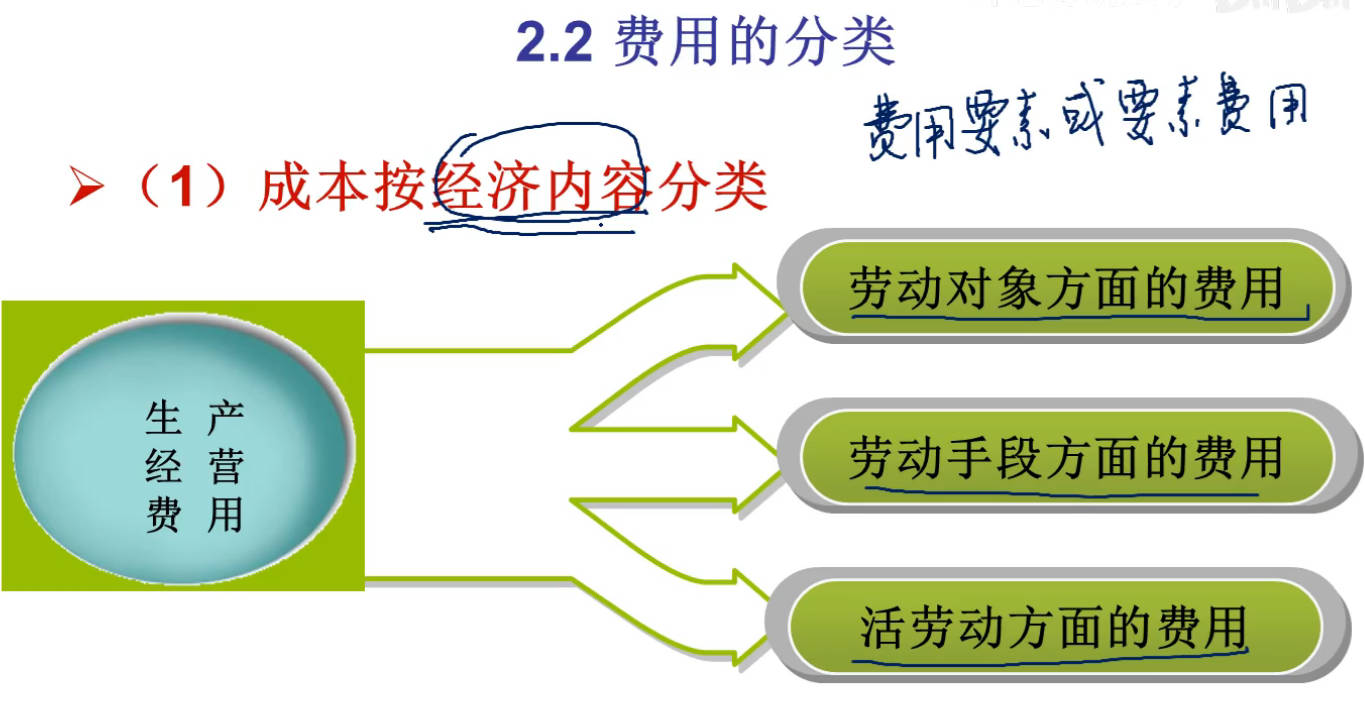 2.2 费用的分类
费用要素或要素费用
（1）成本按经济内容分类
劳动对象方面的费用
生产
经营
费用
劳动手段方面的费用
活劳动方面的费用